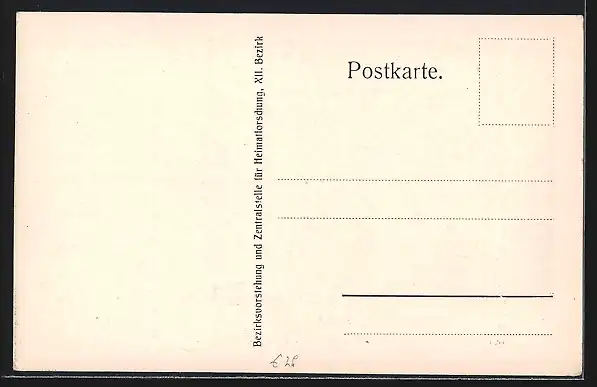 Postkarte.
Bezirksvorstehung und Zentralstelle für Heimatforschung, XII. Bezirk